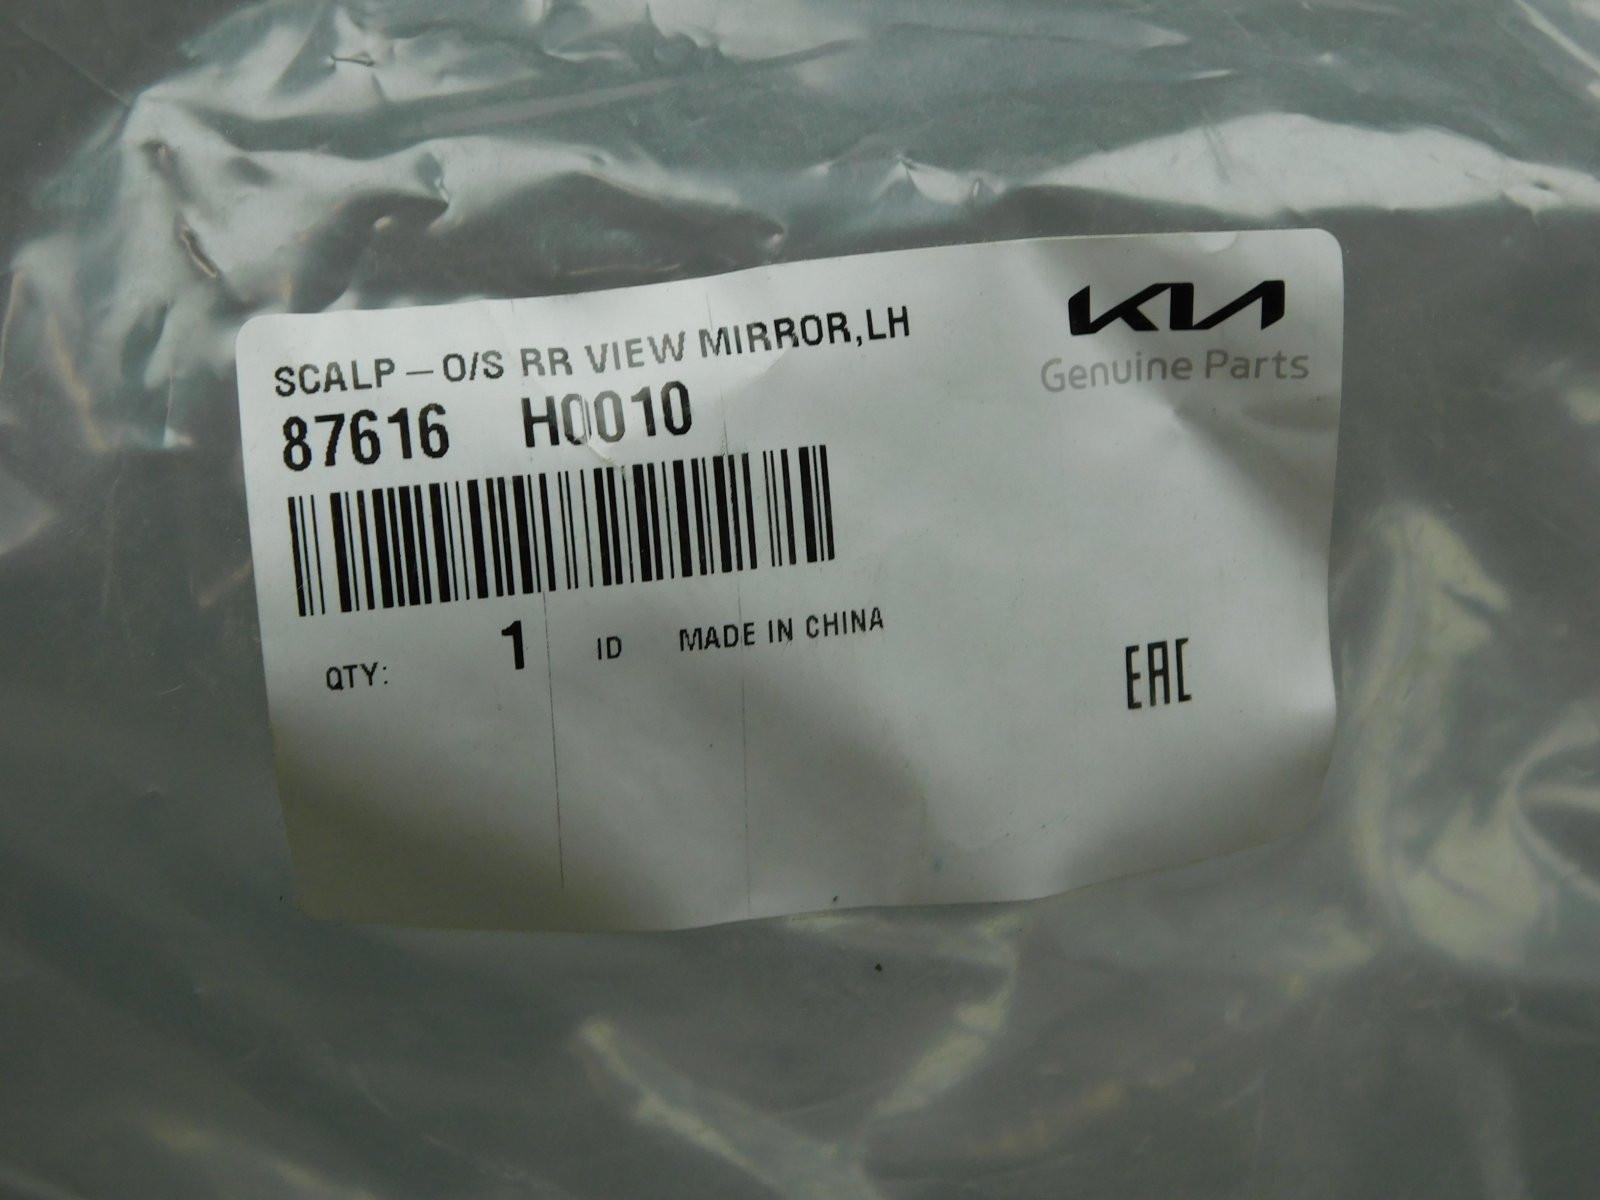 SCALP – O/S RR VIEW MIRROR,LH
87616 H0010
QTY: 1 ID MADE IN CHINA
KIA
Genuine Parts
EAC